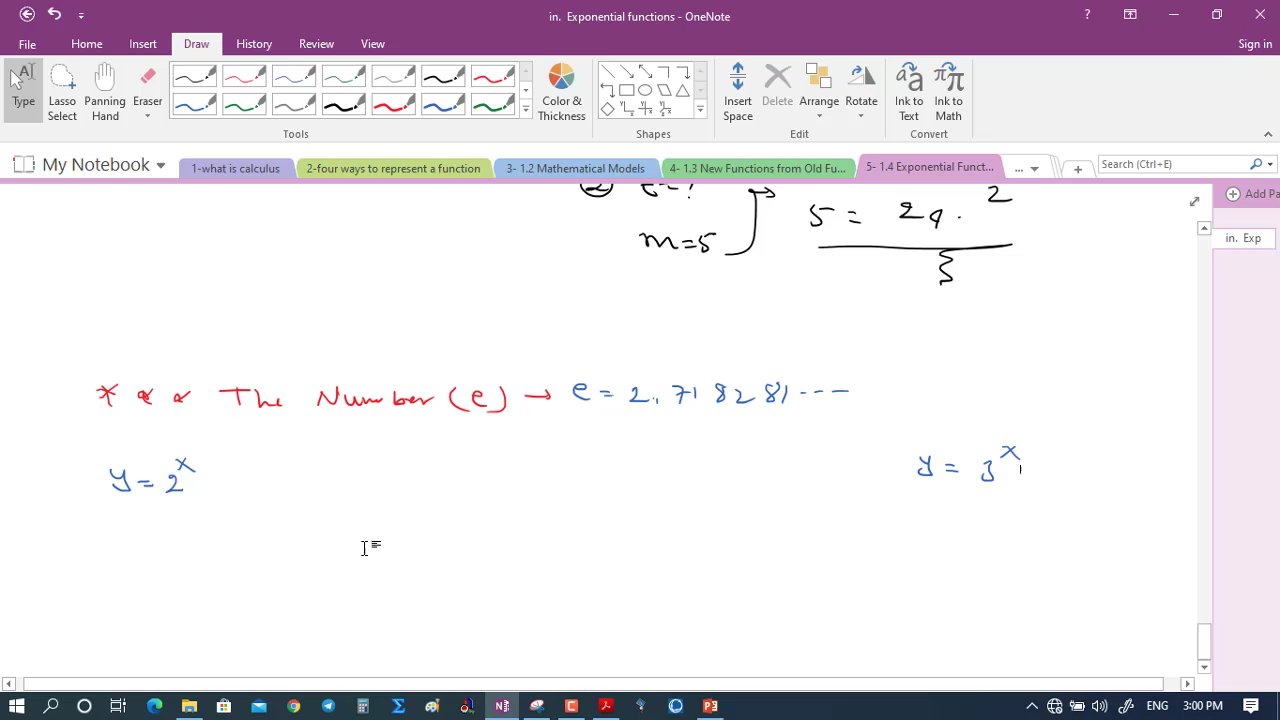 in. Exponential functions - OneNote
File Home Insert Draw History Review View Sign in
Type Lasso Select Panning Hand Eraser Color & Thickness Insert Space Delete Arrange Rotate Ink to Text Ink to Math
Tools Shapes Edit Convert
My Notebook 1-what is calculus 2-four ways to represent a function 3- 1.2 Mathematical Models 4- 1.3 New Functions from Old Fu... 5- 1.4 Exponential Funct... ... Search (Ctrl+E)
Add Pa
in. Exp
m=5
* * * The Number (e) → e = 2.718281---
y = 2^x y = 3^x
3:00 PM